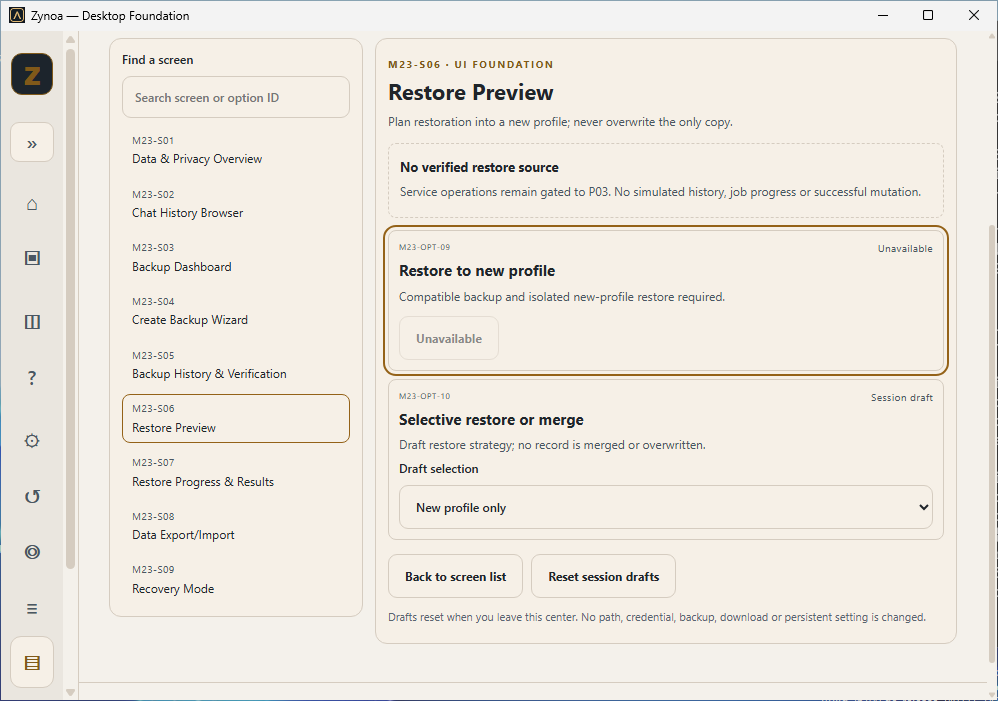 Zynoa — Desktop Foundation
Z
»
?
Find a screen
Search screen or option ID
M23-S01
Data & Privacy Overview
M23-S02
Chat History Browser
M23-S03
Backup Dashboard
M23-S04
Create Backup Wizard
M23-S05
Backup History & Verification
M23-S06
Restore Preview
M23-S07
Restore Progress & Results
M23-S08
Data Export/Import
M23-S09
Recovery Mode
M23-S06 • UI FOUNDATION
Restore Preview
Plan restoration into a new profile; never overwrite the only copy.
No verified restore source
Service operations remain gated to P03. No simulated history, job progress or successful mutation.
M23-OPT-09
Unavailable
Restore to new profile
Compatible backup and isolated new-profile restore required.
Unavailable
M23-OPT-10
Session draft
Selective restore or merge
Draft restore strategy; no record is merged or overwritten.
Draft selection
New profile only
Back to screen list
Reset session drafts
Drafts reset when you leave this center. No path, credential, backup, download or persistent setting is changed.